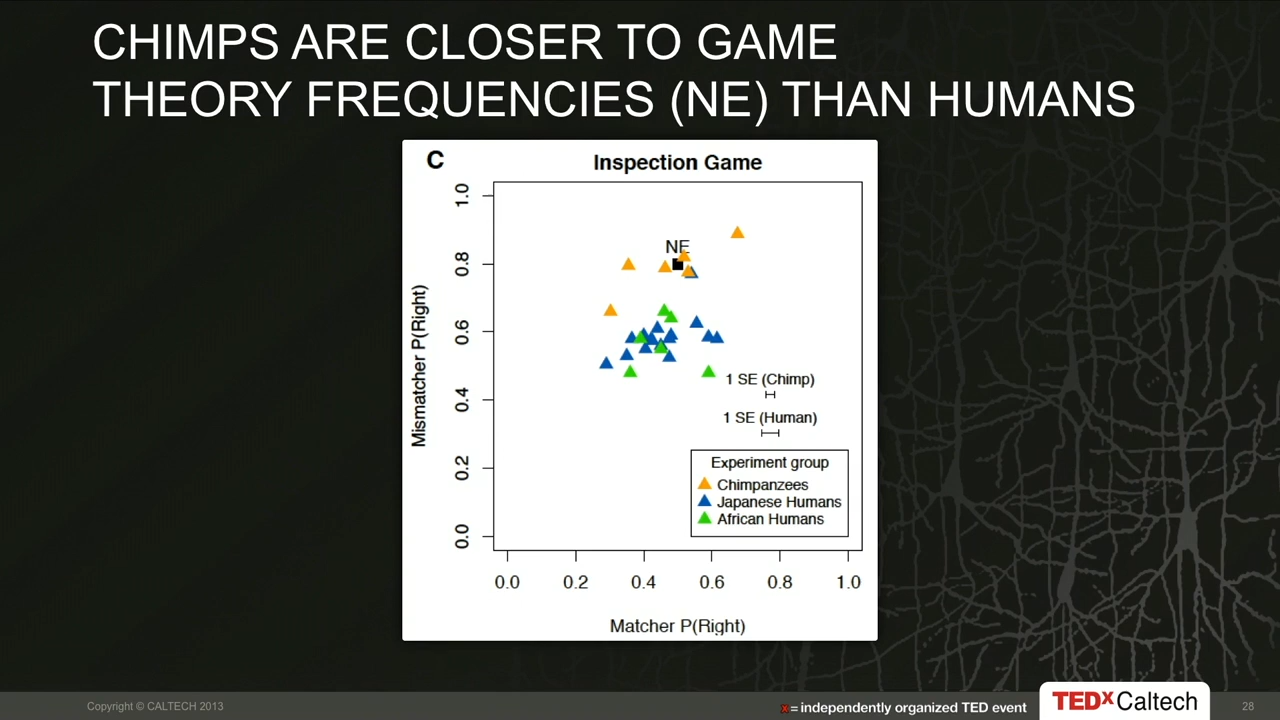 CHIMPS ARE CLOSER TO GAME
THEORY FREQUENCIES (NE) THAN HUMANS
C
Inspection Game
NE
1 SE (Chimp)
1 SE (Human)
Experiment group
Chimpanzees
Japanese Humans
African Humans
Mismatcher P(Right)
1.0
0.8
0.6
0.4
0.2
0.0
0.0 0.2 0.4 0.6 0.8 1.0
Matcher P(Right)
Copyright © CALTECH 2013
x = independently organized TED event
TEDx Caltech
28